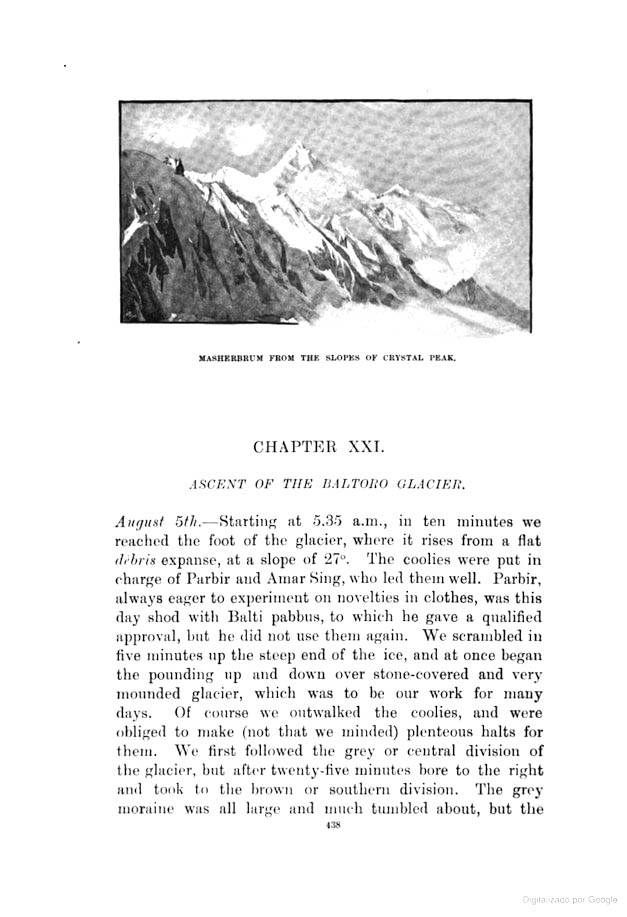 MASHERBRUM FROM THE SLOPES OF CRYSTAL PEAK.
CHAPTER XXI.
ASCENT OF THE BALTORO GLACIER.
August 5th.—Starting at 5.35 a.m., in ten minutes we
reached the foot of the glacier, where it rises from a flat
débris expanse, at a slope of 27°. The coolies were put in
charge of Parbir and Amar Sing, who led them well. Parbir,
always eager to experiment on novelties in clothes, was this
day shod with Balti pabbus, to which he gave a qualified
approval, but he did not use them again. We scrambled in
five minutes up the steep end of the ice, and at once began
the pounding up and down over stone-covered and very
mounded glacier, which was to be our work for many
days. Of course we outwalked the coolies, and were
obliged to make (not that we minded) plenteous halts for
them. We first followed the grey or central division of
the glacier, but after twenty-five minutes bore to the right
and took to the brown or southern division. The grey
moraine was all large and much tumbled about, but the
438
Digitalizado por Google